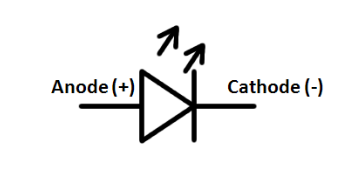 Anode (+)
Cathode (-)